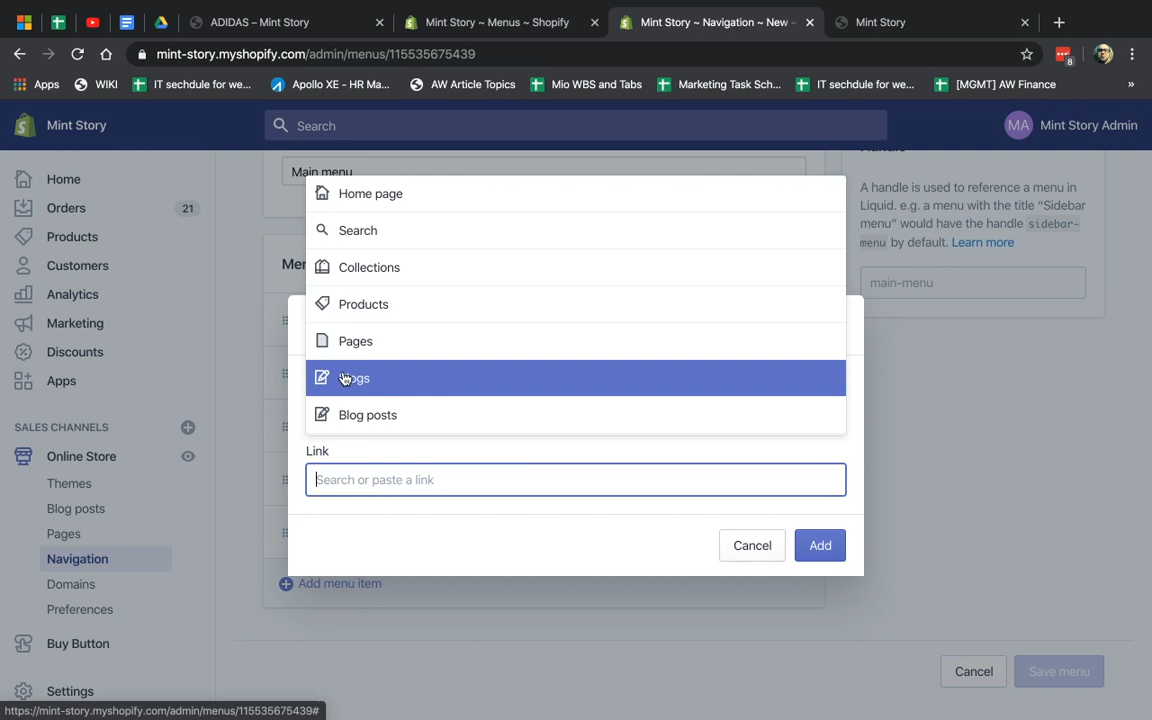 ADIDAS – Mint Story
Mint Story ~ Menus ~ Shopify
Mint Story ~ Navigation ~ New
Mint Story
mint-story.myshopify.com/admin/menus/115535675439
8
Apps
WIKI
IT sechdule for we...
Apollo XE - HR Ma...
AW Article Topics
Mio WBS and Tabs
Marketing Task Sch...
IT sechdule for we...
[MGMT] AW Finance
»
Mint Story
Search
MA
Mint Story Admin
Home
Orders
21
Products
Customers
Analytics
Marketing
Discounts
Apps
SALES CHANNELS
Online Store
Themes
Blog posts
Pages
Navigation
Domains
Preferences
Buy Button
Settings
Main menu
Home page
Search
Collections
Products
Pages
Blog posts
Link
Search or paste a link
Cancel
Add
Add menu item
A handle is used to reference a menu in
Liquid. e.g. a menu with the title “Sidebar
menu” would have the handle sidebar-
menu by default. Learn more
main-menu
Cancel
Save menu
https://mint-story.myshopify.com/admin/menus/115535675439#